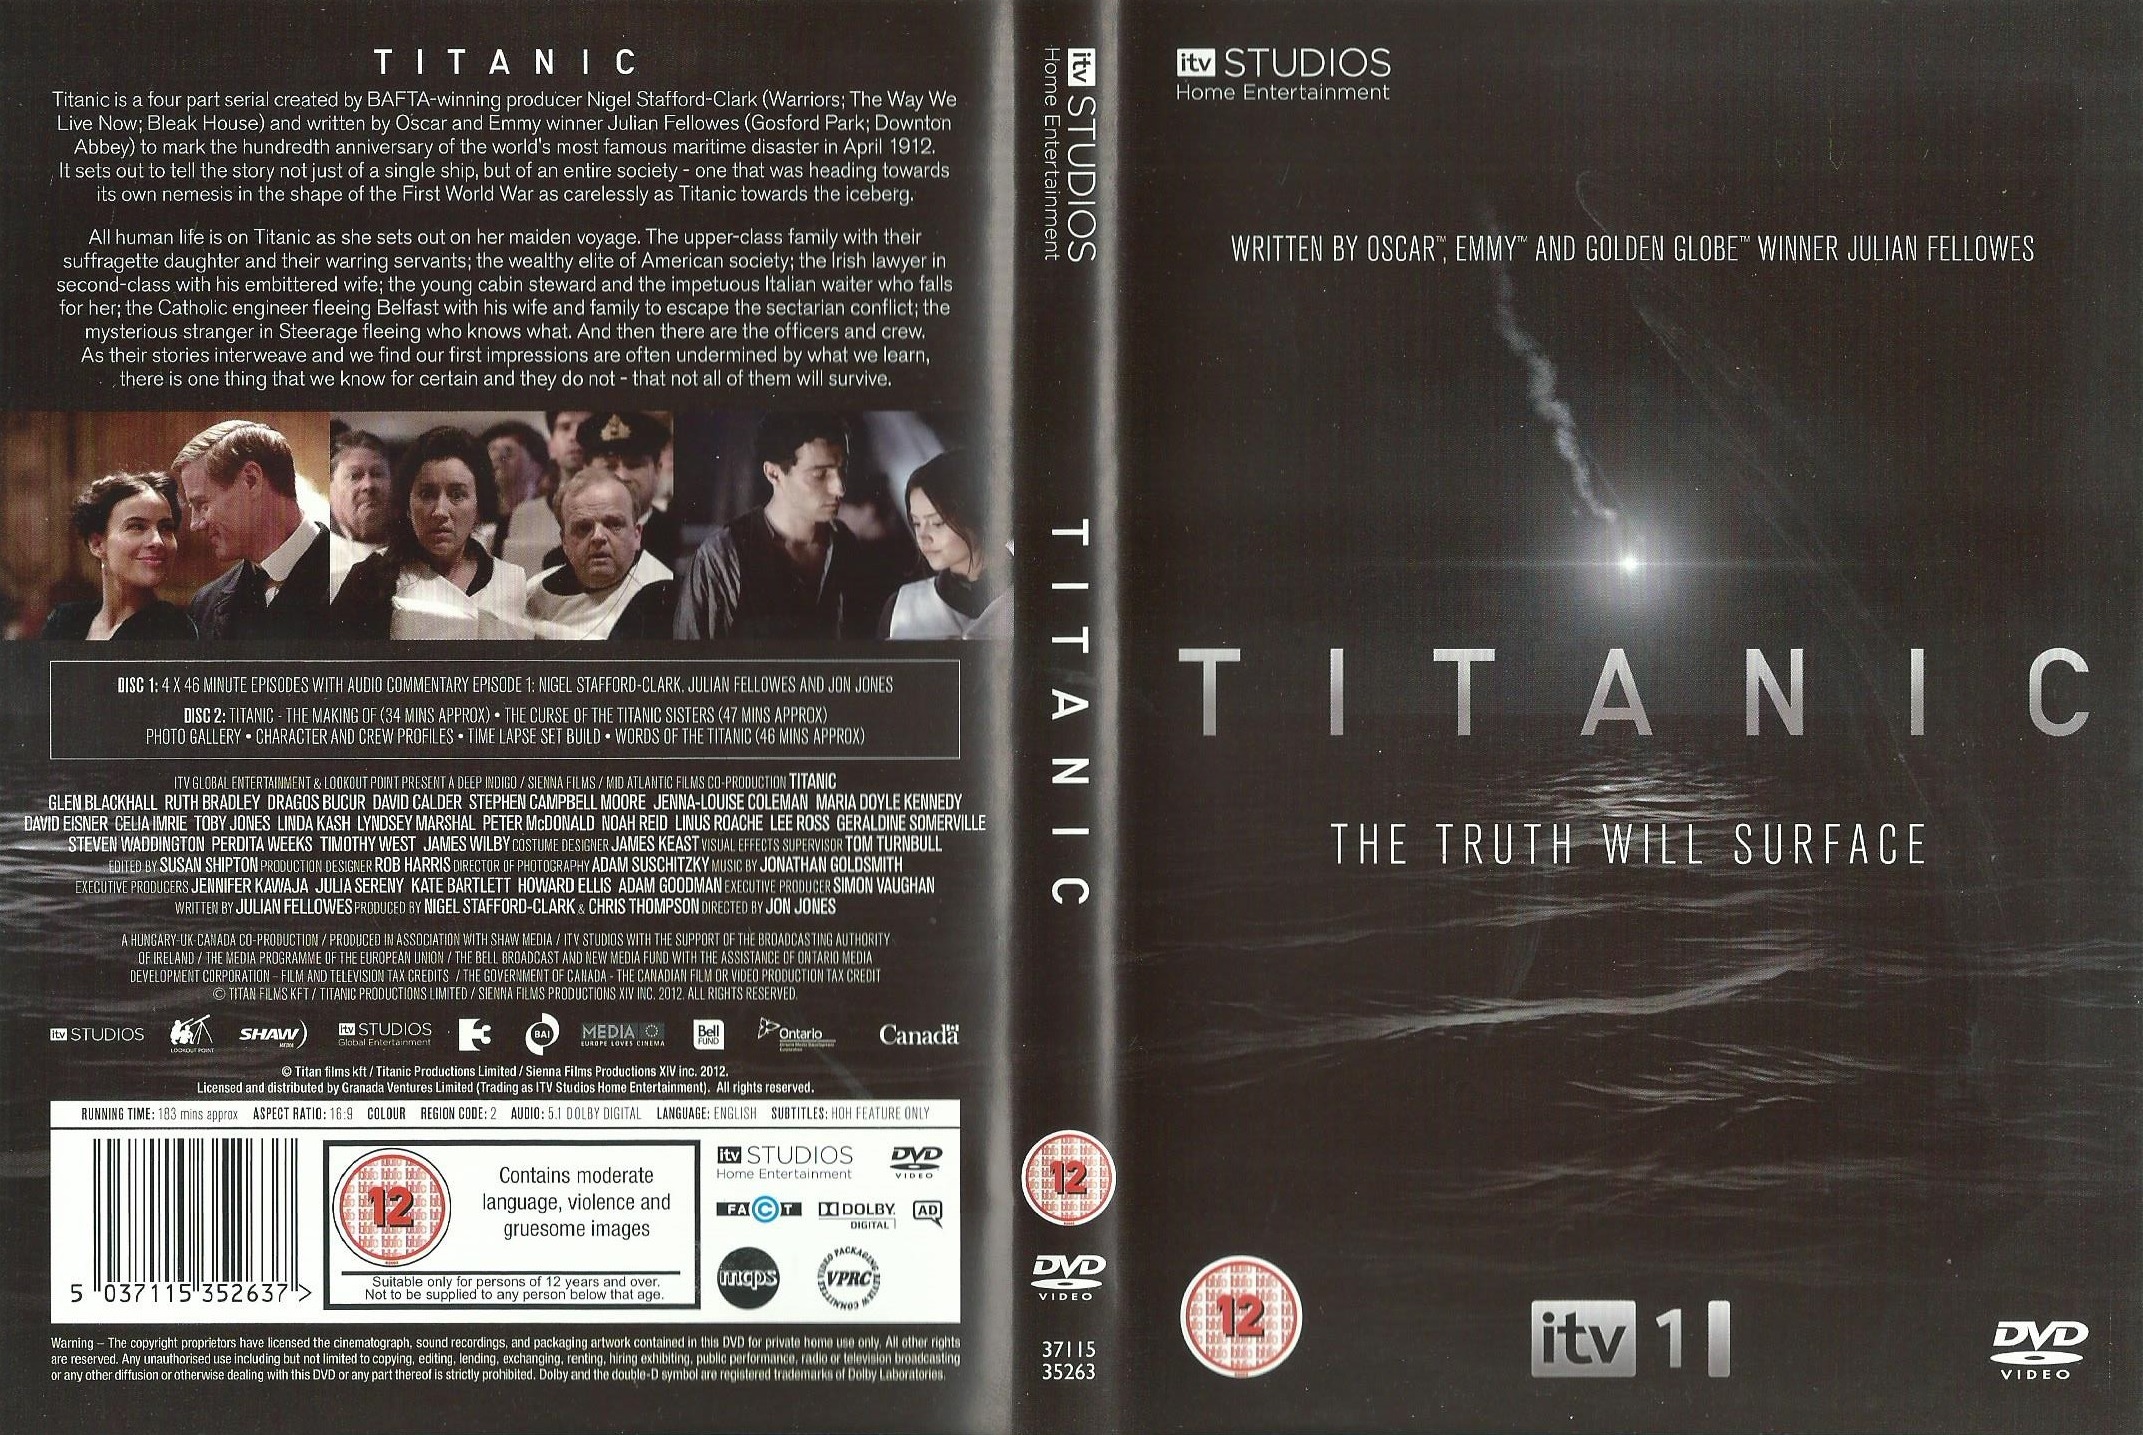 TITANIC
Titanic is a four part serial created by BAFTA-winning producer Nigel Stafford-Clark (Warriors; The Way We
Live Now; Bleak House) and written by Oscar and Emmy winner Julian Fellowes (Gosford Park; Downton
Abbey) to mark the hundredth anniversary of the world's most famous maritime disaster in April 1912.
It sets out to tell the story not just of a single ship, but of an entire society - one that was heading towards
its own nemesis in the shape of the First World War as carelessly as Titanic towards the iceberg.
All human life is on Titanic as she sets out on her maiden voyage. The upper-class family with their
suffragette daughter and their warring servants; the wealthy elite of American society; the Irish lawyer in
second-class with his embittered wife; the young cabin steward and the impetuous Italian waiter who falls
for her; the Catholic engineer fleeing Belfast with his wife and family to escape the sectarian conflict; the
mysterious stranger in Steerage fleeing who knows what. And then there are the officers and crew.
As their stories interweave and we find our first impressions are often undermined by what we learn,
there is one thing that we know for certain and they do not - that not all of them will survive.
DISC 1: 4 X 46 MINUTE EPISODES WITH AUDIO COMMENTARY EPISODE 1: NIGEL STAFFORD-CLARK, JULIAN FELLOWES AND JON JONES
DISC 2: TITANIC - THE MAKING OF (34 MINS APPROX) • THE CURSE OF THE TITANIC SISTERS (47 MINS APPROX)
PHOTO GALLERY • CHARACTER AND CREW PROFILES • TIME LAPSE SET BUILD • WORDS OF THE TITANIC (46 MINS APPROX)
ITV GLOBAL ENTERTAINMENT & LOOKOUT POINT PRESENT A DEEP INDIGO / SIENNA FILMS / MID ATLANTIC FILMS CO-PRODUCTION TITANIC
GLEN BLACKHALL RUTH BRADLEY DRAGOS BUCUR DAVID CALDER STEPHEN CAMPBELL MOORE JENNA-LOUISE COLEMAN MARIA DOYLE KENNEDY
DAVID EISNER CELIA IMRIE TOBY JONES LINDA KASH LYNDSEY MARSHAL PETER McDONALD NOAH REID LINUS ROACHE LEE ROSS GERALDINE SOMERVILLE
STEVEN WADDINGTON PERDITA WEEKS TIMOTHY WEST JAMES WILBY COSTUME DESIGNER JAMES KEAST VISUAL EFFECTS SUPERVISOR TOM TURNBULL
EDITED BY SUSAN SHIPTON PRODUCTION DESIGNER ROB HARRIS DIRECTOR OF PHOTOGRAPHY ADAM SUSCHITZKY MUSIC BY JONATHAN GOLDSMITH
EXECUTIVE PRODUCERS JENNIFER KAWAJA JULIA SERENY KATE BARTLETT HOWARD ELLIS ADAM GOODMAN EXECUTIVE PRODUCER SIMON VAUGHAN
WRITTEN BY JULIAN FELLOWES PRODUCED BY NIGEL STAFFORD-CLARK & CHRIS THOMPSON DIRECTED BY JON JONES
A HUNGARY-UK-CANADA CO-PRODUCTION / PRODUCED IN ASSOCIATION WITH SHAW MEDIA / ITV STUDIOS WITH THE SUPPORT OF THE BROADCASTING AUTHORITY
OF IRELAND / THE MEDIA PROGRAMME OF THE EUROPEAN UNION / THE BELL BROADCAST AND NEW MEDIA FUND WITH THE ASSISTANCE OF ONTARIO MEDIA
DEVELOPMENT CORPORATION - FILM AND TELEVISION TAX CREDITS / THE GOVERNMENT OF CANADA - THE CANADIAN FILM OR VIDEO PRODUCTION TAX CREDIT
© TITAN FILMS KFT / TITANIC PRODUCTIONS LIMITED / SIENNA FILMS PRODUCTIONS XIV INC. 2012. ALL RIGHTS RESERVED.
itv STUDIOS LOOKOUT POINT SHAW) MEDIA itv STUDIOS Global Entertainment 3 BAI MEDIA EUROPE LOVES CINEMA Bell FUND Ontario Canada
© Titan films kft / Titanic Productions Limited / Sienna Films Productions XIV inc. 2012.
Licensed and distributed by Granada Ventures Limited (Trading as ITV Studios Home Entertainment). All rights reserved.
RUNNING TIME: 183 mins approx ASPECT RATIO: 16:9 COLOUR REGION CODE: 2 AUDIO: 5.1 DOLBY DIGITAL LANGUAGE: ENGLISH SUBTITLES: HOH FEATURE ONLY
5 037115 352637 >
12
Contains moderate
language, violence and
gruesome images
Suitable only for persons of 12 years and over.
Not to be supplied to any person below that age.
itv STUDIOS
Home Entertainment
DVD
VIDEO
FACT
DOLBY
DIGITAL
AD
mcps
VIDEO PACKAGING REVIEW COMMITTEE
VPRC
Warning – The copyright proprietors have licensed the cinematograph, sound recordings, and packaging artwork contained in this DVD for private home use only. All other rights
are reserved. Any unauthorised use including but not limited to copying, editing, lending, exchanging, renting, hiring exhibiting, public performance, radio or television broadcasting
or any other diffusion or otherwise dealing with this DVD or any part thereof is strictly prohibited. Dolby and the double-D symbol are registered trademarks of Dolby Laboratories.
itv STUDIOS
Home Entertainment
TITANIC
12
DVD
VIDEO
37115
35263
itv STUDIOS
Home Entertainment
WRITTEN BY OSCAR™, EMMY™ AND GOLDEN GLOBE™ WINNER JULIAN FELLOWES
TITANIC
THE TRUTH WILL SURFACE
12
itv 1
DVD
VIDEO